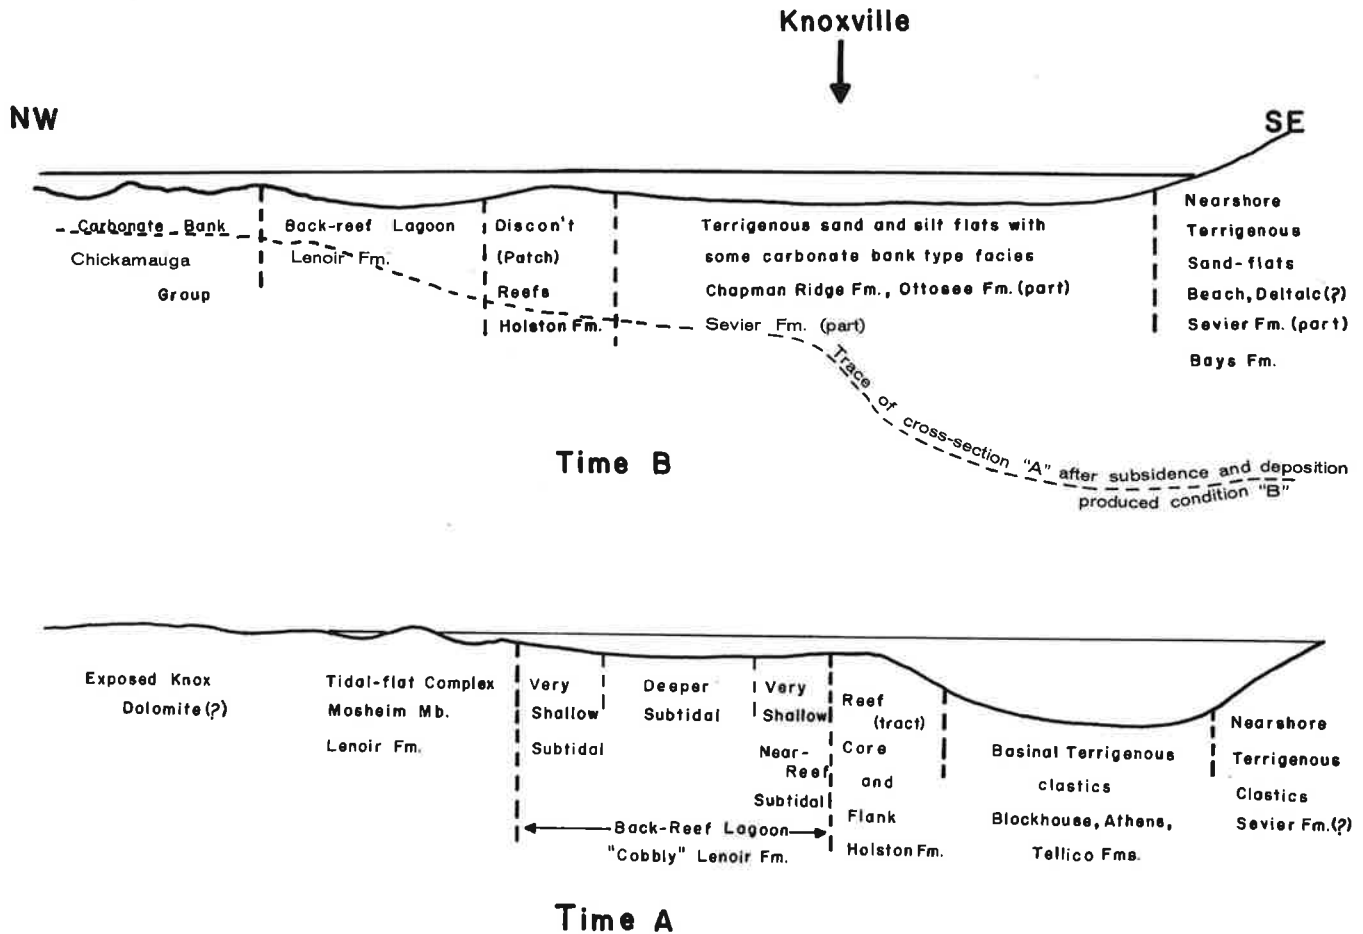 Knoxville
NW
SE
Carbonate Bank
Chickamauga
Group
Back-reef Lagoon
Lenoir Fm.
Discon't
(Patch)
Reefs
Holston Fm.
Terrigenous sand and silt flats with
some carbonate bank type facies
Chapman Ridge Fm., Ottosee Fm. (part)
Sevier Fm. (part)
Nearshore
Terrigenous
Sand-flats
Beach, Deltaic (?)
Sevier Fm. (part)
Bays Fm.
Trace of cross-section "A" after subsidence and deposition
produced condition "B"
Time B
Exposed Knox
Dolomite (?)
Tidal-flat Complex
Mosheim Mb.
Lenoir Fm.
Very
Shallow
Subtidal
Deeper
Subtidal
Very
Shallow
Near-
Reef
Subtidal
Back-Reef Lagoon
"Cobbly" Lenoir Fm.
Reef
(tract)
Core
and
Flank
Holston Fm.
Basinal Terrigenous
clastics
Blockhouse, Athens,
Tellico Fms.
Nearshore
Terrigenous
Clastics
Sevier Fm. (?)
Time A